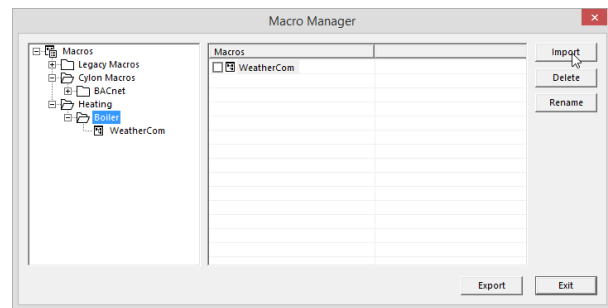 Macro Manager
Macros
Legacy Macros
Cylon Macros
BACnet
Heating
Boiler
WeatherCom
Macros
WeatherCom
Import
Delete
Rename
Export
Exit